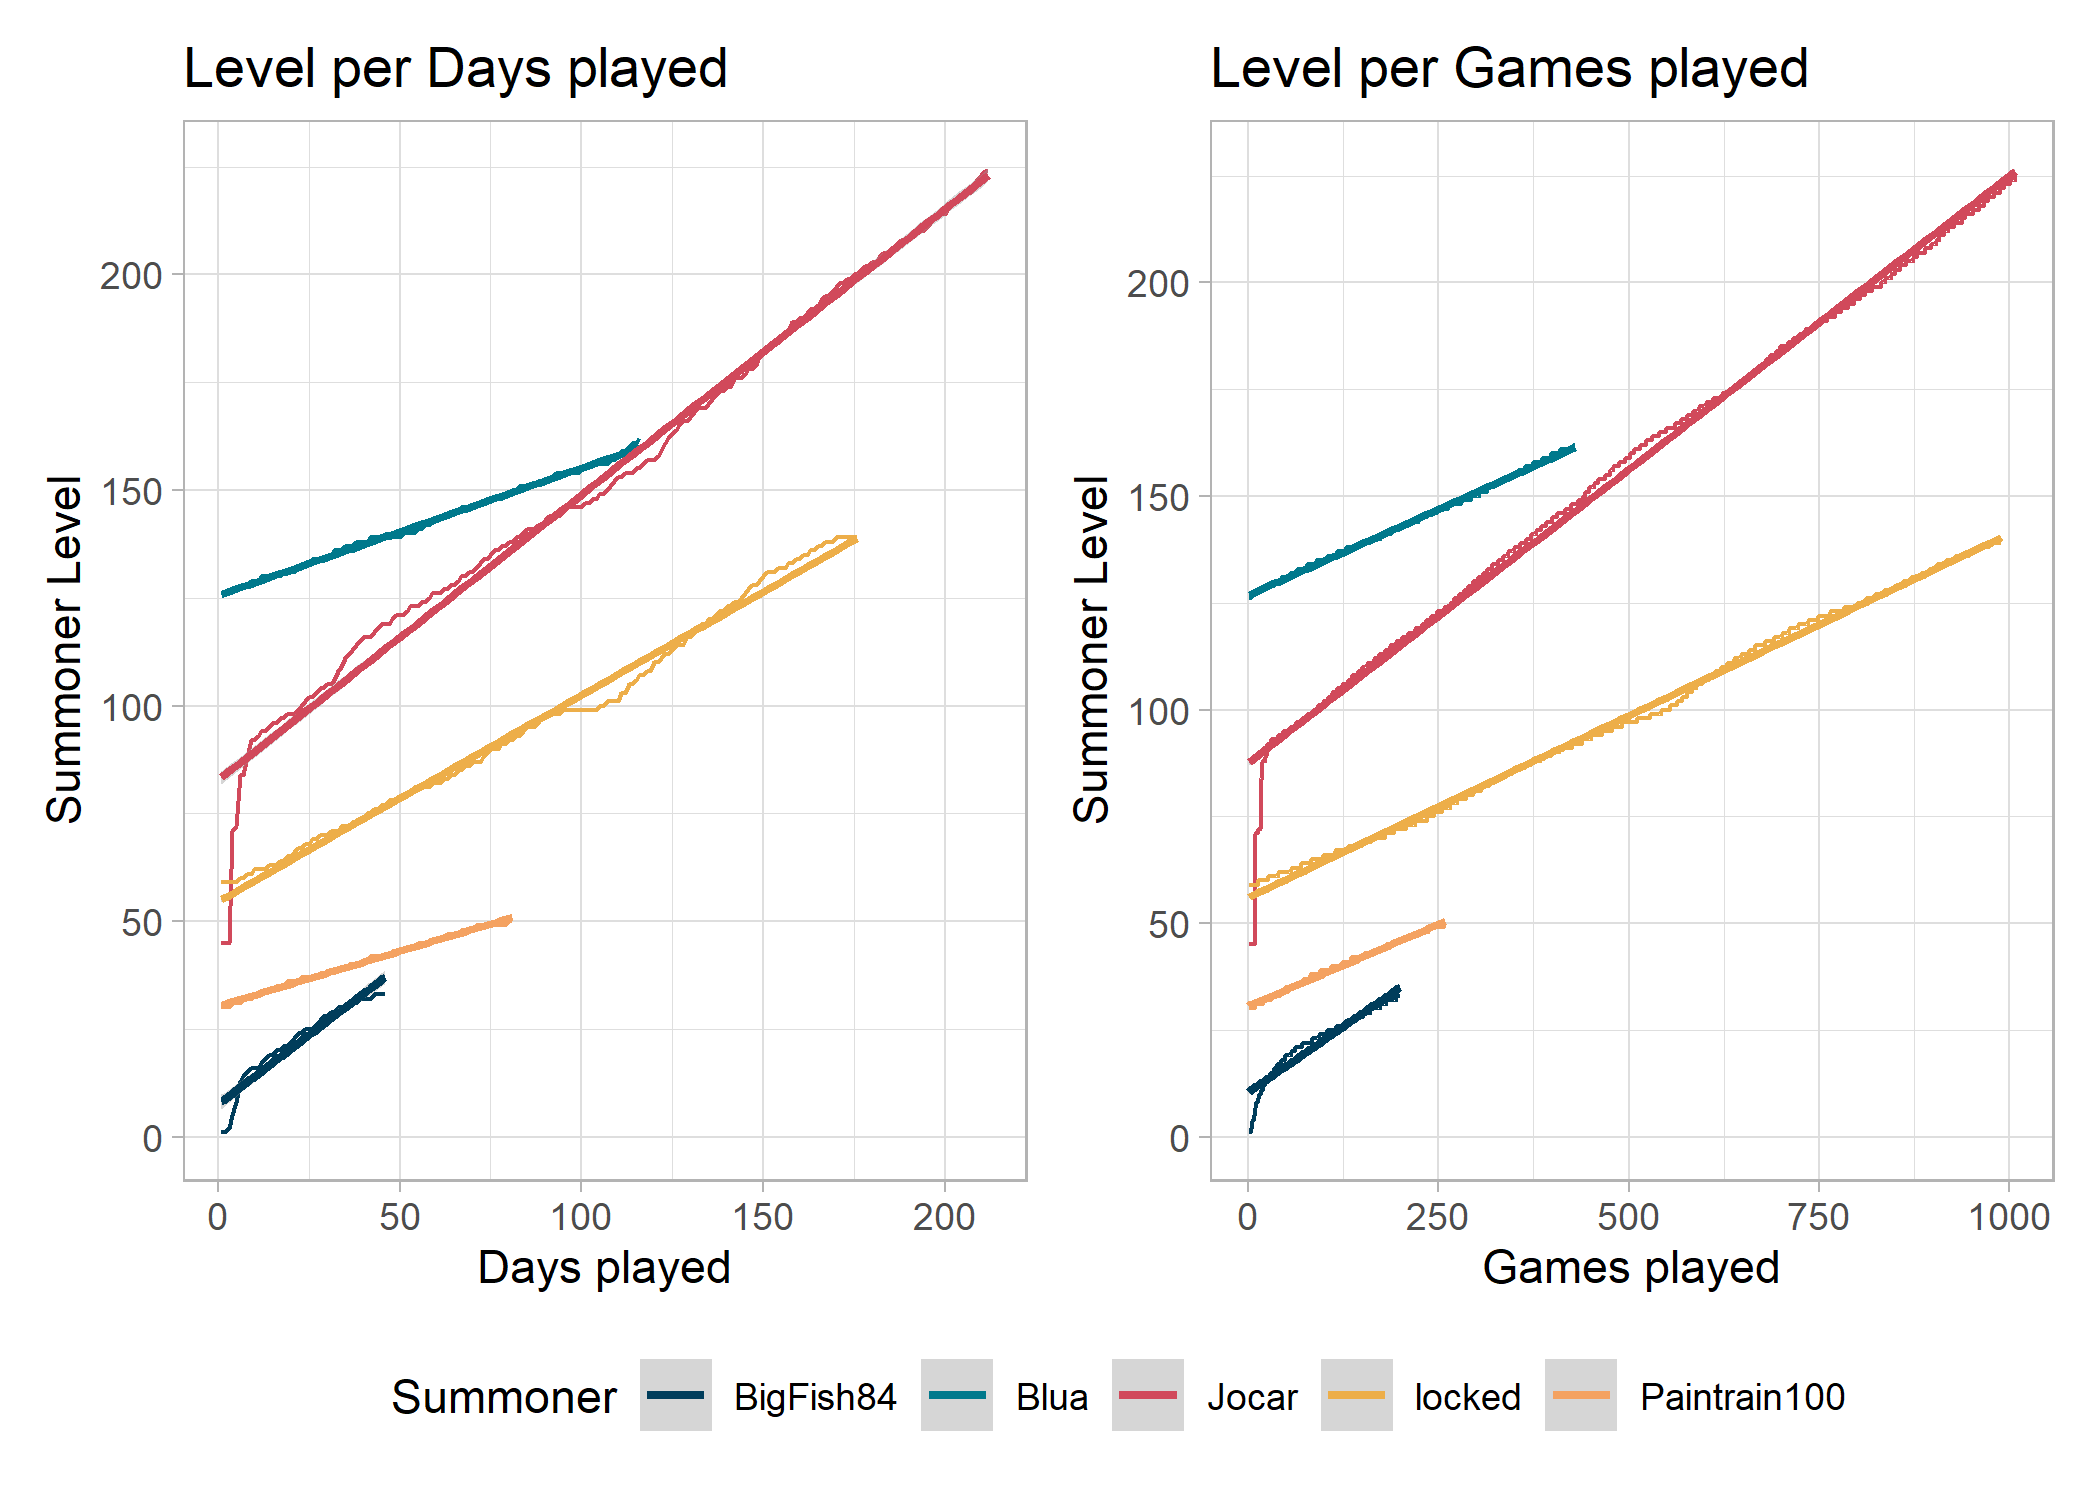 Level per Days played
Level per Games played
Summoner Level
200
150
100
50
0
0 50 100 150 200
Days played
Summoner Level
200
150
100
50
0
0 250 500 750 1000
Games played
Summoner BigFish84 Blua Jocar locked Paintrain100